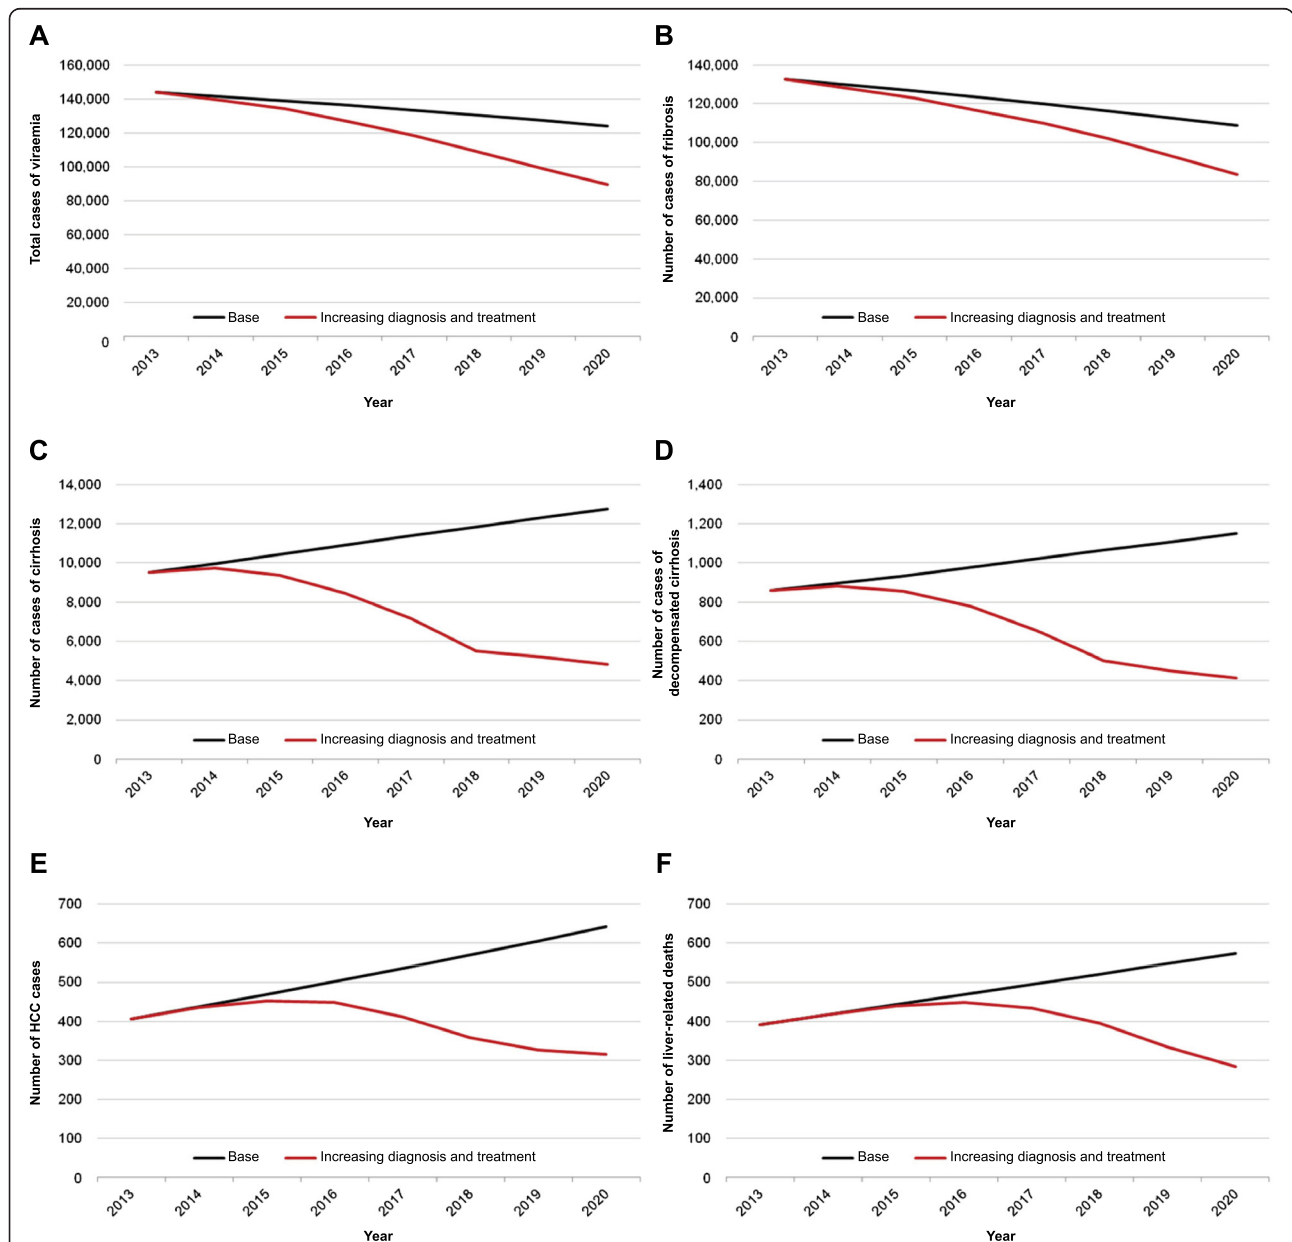 A
160,000
140,000
120,000
100,000
80,000
60,000
40,000
20,000
0
Total cases of viraemia
Base
Increasing diagnosis and treatment
2013 2014 2015 2016 2017 2018 2019 2020
Year
B
140,000
120,000
100,000
80,000
60,000
40,000
20,000
0
Number of cases of fribrosis
Base
Increasing diagnosis and treatment
2013 2014 2015 2016 2017 2018 2019 2020
Year
C
14,000
12,000
10,000
8,000
6,000
4,000
2,000
0
Number of cases of cirrhosis
Base
Increasing diagnosis and treatment
2013 2014 2015 2016 2017 2018 2019 2020
Year
D
1,400
1,200
1,000
800
600
400
200
0
Number of cases of
decompensated cirrhosis
Base
Increasing diagnosis and treatment
2013 2014 2015 2016 2017 2018 2019 2020
Year
E
700
600
500
400
300
200
100
0
Number of HCC cases
Base
Increasing diagnosis and treatment
2013 2014 2015 2016 2017 2018 2019 2020
Year
F
700
600
500
400
300
200
100
0
Number of liver-related deaths
Base
Increasing diagnosis and treatment
2013 2014 2015 2016 2017 2018 2019 2020
Year